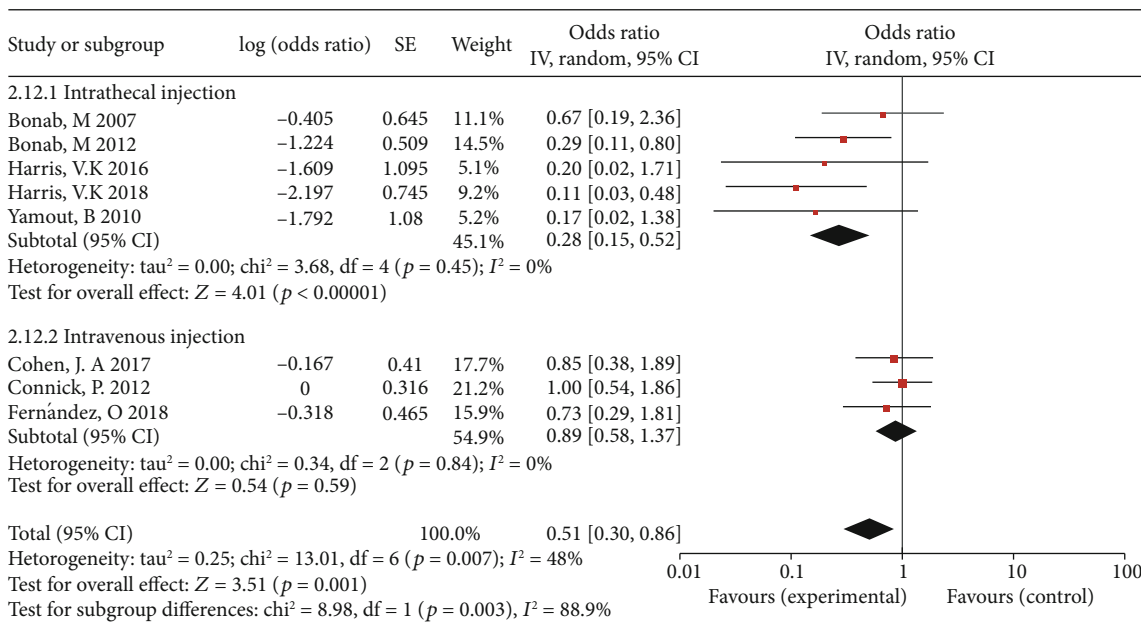 Study or subgroup log (odds ratio) SE Weight Odds ratio IV, random, 95% CI Odds ratio IV, random, 95% CI
2.12.1 Intrathecal injection
Bonab, M 2007 –0.405 0.645 11.1% 0.67 [0.19, 2.36]
Bonab, M 2012 –1.224 0.509 14.5% 0.29 [0.11, 0.80]
Harris, V.K 2016 –1.609 1.095 5.1% 0.20 [0.02, 1.71]
Harris, V.K 2018 –2.197 0.745 9.2% 0.11 [0.03, 0.48]
Yamout, B 2010 –1.792 1.08 5.2% 0.17 [0.02, 1.38]
Subtotal (95% CI) 45.1% 0.28 [0.15, 0.52]
Hetorogeneity: tau² = 0.00; chi² = 3.68, df = 4 (p = 0.45); I² = 0%
Test for overall effect: Z = 4.01 (p < 0.00001)
2.12.2 Intravenous injection
Cohen, J. A 2017 –0.167 0.41 17.7% 0.85 [0.38, 1.89]
Connick, P. 2012 0 0.316 21.2% 1.00 [0.54, 1.86]
Fernández, O 2018 –0.318 0.465 15.9% 0.73 [0.29, 1.81]
Subtotal (95% CI) 54.9% 0.89 [0.58, 1.37]
Hetorogeneity: tau² = 0.00; chi² = 0.34, df = 2 (p = 0.84); I² = 0%
Test for overall effect: Z = 0.54 (p = 0.59)
Total (95% CI) 100.0% 0.51 [0.30, 0.86]
Hetorogeneity: tau² = 0.25; chi² = 13.01, df = 6 (p = 0.007); I² = 48%
Test for overall effect: Z = 3.51 (p = 0.001)
Test for subgroup differences: chi² = 8.98, df = 1 (p = 0.003), I² = 88.9%
0.01 0.1 1 10 100
Favours (experimental) Favours (control)